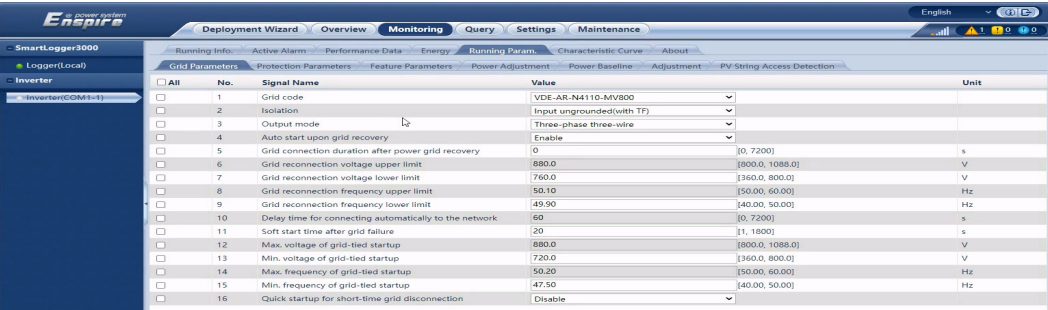 power system
Enspire
English
Deployment Wizard Overview Monitoring Query Settings Maintenance
1 0 0
SmartLogger3000
Logger(Local)
Inverter
Inverter(COM1-1)
Running Info. Active Alarm Performance Data Energy Running Param. Characteristic Curve About
Grid Parameters Protection Parameters Feature Parameters Power Adjustment Power Baseline Adjustment PV String Access Detection
All No. Signal Name Value Unit
1 Grid code VDE-AR-N4110-MV800
2 Isolation Input ungrounded(with TF)
3 Output mode Three-phase three-wire
4 Auto start upon grid recovery Enable
5 Grid connection duration after power grid recovery 0 [0, 7200] s
6 Grid reconnection voltage upper limit 880.0 [800.0, 1088.0] V
7 Grid reconnection voltage lower limit 760.0 [360.0, 800.0] V
8 Grid reconnection frequency upper limit 50.10 [50.00, 60.00] Hz
9 Grid reconnection frequency lower limit 49.90 [40.00, 50.00] Hz
10 Delay time for connecting automatically to the network 60 [0, 7200] s
11 Soft start time after grid failure 20 [1, 1800] s
12 Max. voltage of grid-tied startup 880.0 [800.0, 1088.0] V
13 Min. voltage of grid-tied startup 720.0 [360.0, 800.0] V
14 Max. frequency of grid-tied startup 50.20 [50.00, 60.00] Hz
15 Min. frequency of grid-tied startup 47.50 [40.00, 50.00] Hz
16 Quick startup for short-time grid disconnection Disable